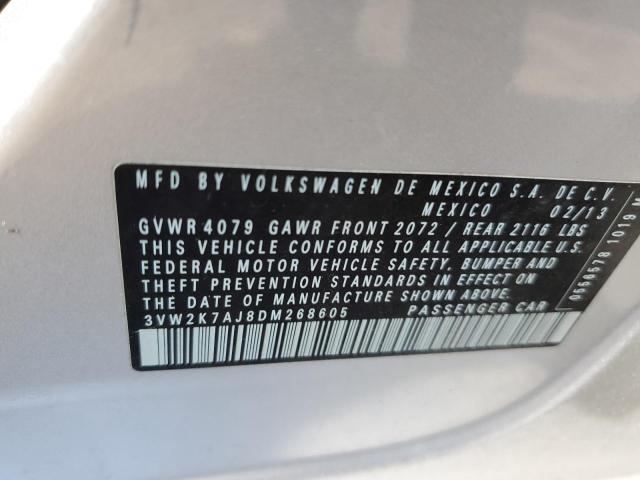 MFD BY VOLKSWAGEN DE MEXICO S.A. DE C.V.
MEXICO 02/13
GVWR 4079 GAWR FRONT 2072 / REAR 2116 LBS
THIS VEHICLE CONFORMS TO ALL APPLICABLE U.S.
FEDERAL MOTOR VEHICLE SAFETY, BUMPER AND
THEFT PREVENTION STANDARDS IN EFFECT ON
THE DATE OF MANUFACTURE SHOWN ABOVE.
3VW2K7AJ8DM268605 PASSENGER CAR
0550578 1019 M